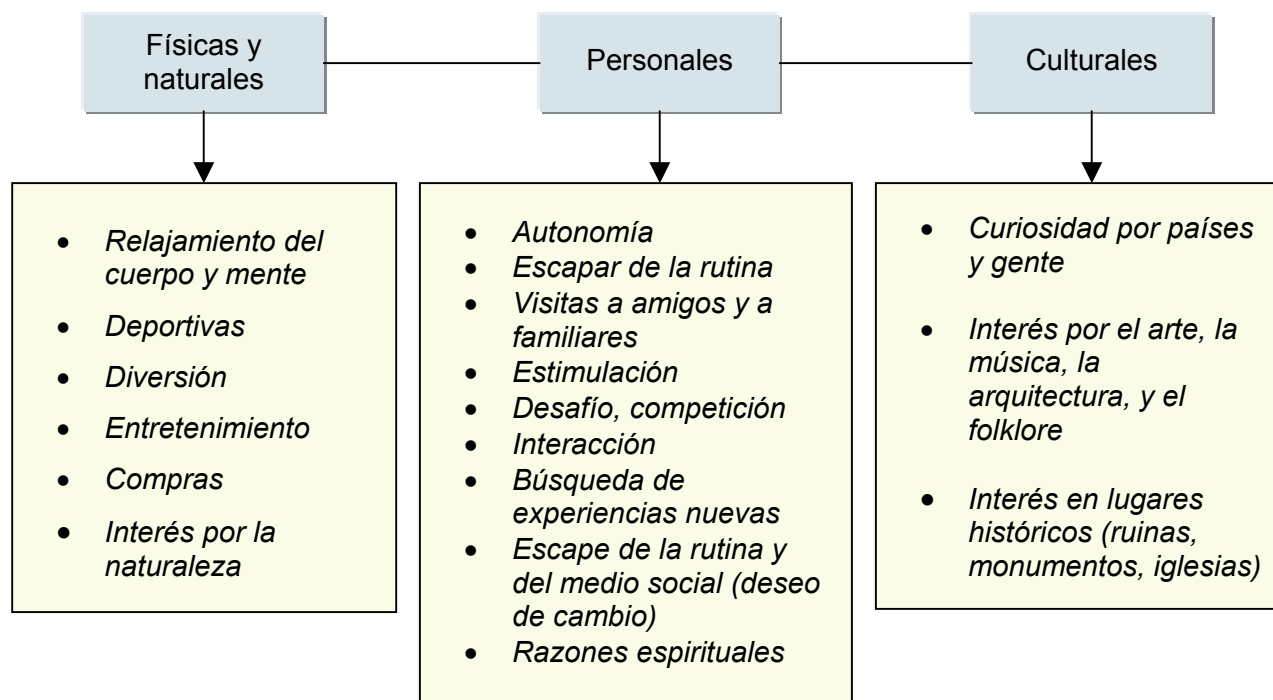 Físicas y
naturales
Personales
Culturales
• Relajamiento del
cuerpo y mente
• Deportivas
• Diversión
• Entretenimiento
• Compras
• Interés por la
naturaleza
• Autonomía
• Escapar de la rutina
• Visitas a amigos y a
familiares
• Estimulación
• Desafío, competición
• Interacción
• Búsqueda de
experiencias nuevas
• Escape de la rutina y
del medio social (deseo
de cambio)
• Razones espirituales
• Curiosidad por países
y gente
• Interés por el arte, la
música, la
arquitectura, y el
folklore
• Interés en lugares
históricos (ruinas,
monumentos, iglesias)